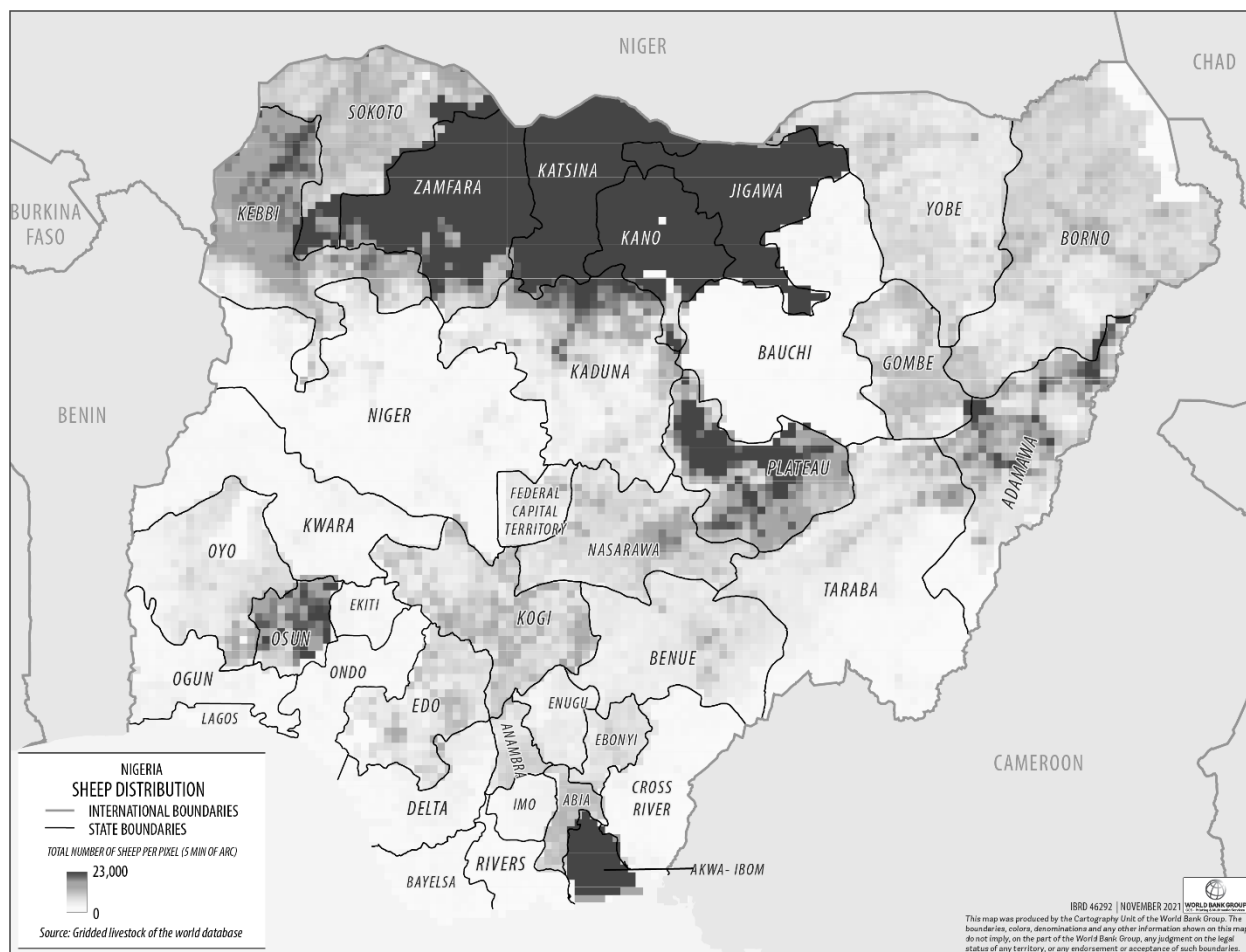 NIGER
CHAD
SOKOTO
KATSINA
ZAMFARA
JIGAWA
BURKINA
FASO
KEBBI
YOBE
KANO
BORNO
BAUCHI
GOMBE
KADUNA
BENIN
NIGER
PLATEAU
ADAMAWA
FEDERAL
CAPITAL
TERRITORY
KWARA
OYO
NASARAWA
TARABA
EKITI
KOGI
OSUN
BENUE
OGUN
ONDO
EDO
ENUGU
LAGOS
ANAMBRA
EBONYI
CAMEROON
CROSS
RIVER
DELTA
IMO
ABIA
RIVERS
BAYELSA
AKWA- IBOM
NIGERIA
SHEEP DISTRIBUTION
INTERNATIONAL BOUNDARIES
STATE BOUNDARIES
TOTAL NUMBER OF SHEEP PER PIXEL (5 MIN OF ARC)
23,000
0
Source: Gridded livestock of the world database
IBRD 46292 | NOVEMBER 2021
WORLD BANK GROUP
This map was produced by the Cartography Unit of the World Bank Group. The
boundaries, colors, denominations and any other information shown on this map
do not imply, on the part of the World Bank Group, any judgment on the legal
status of any territory, or any endorsement or acceptance of such boundaries.